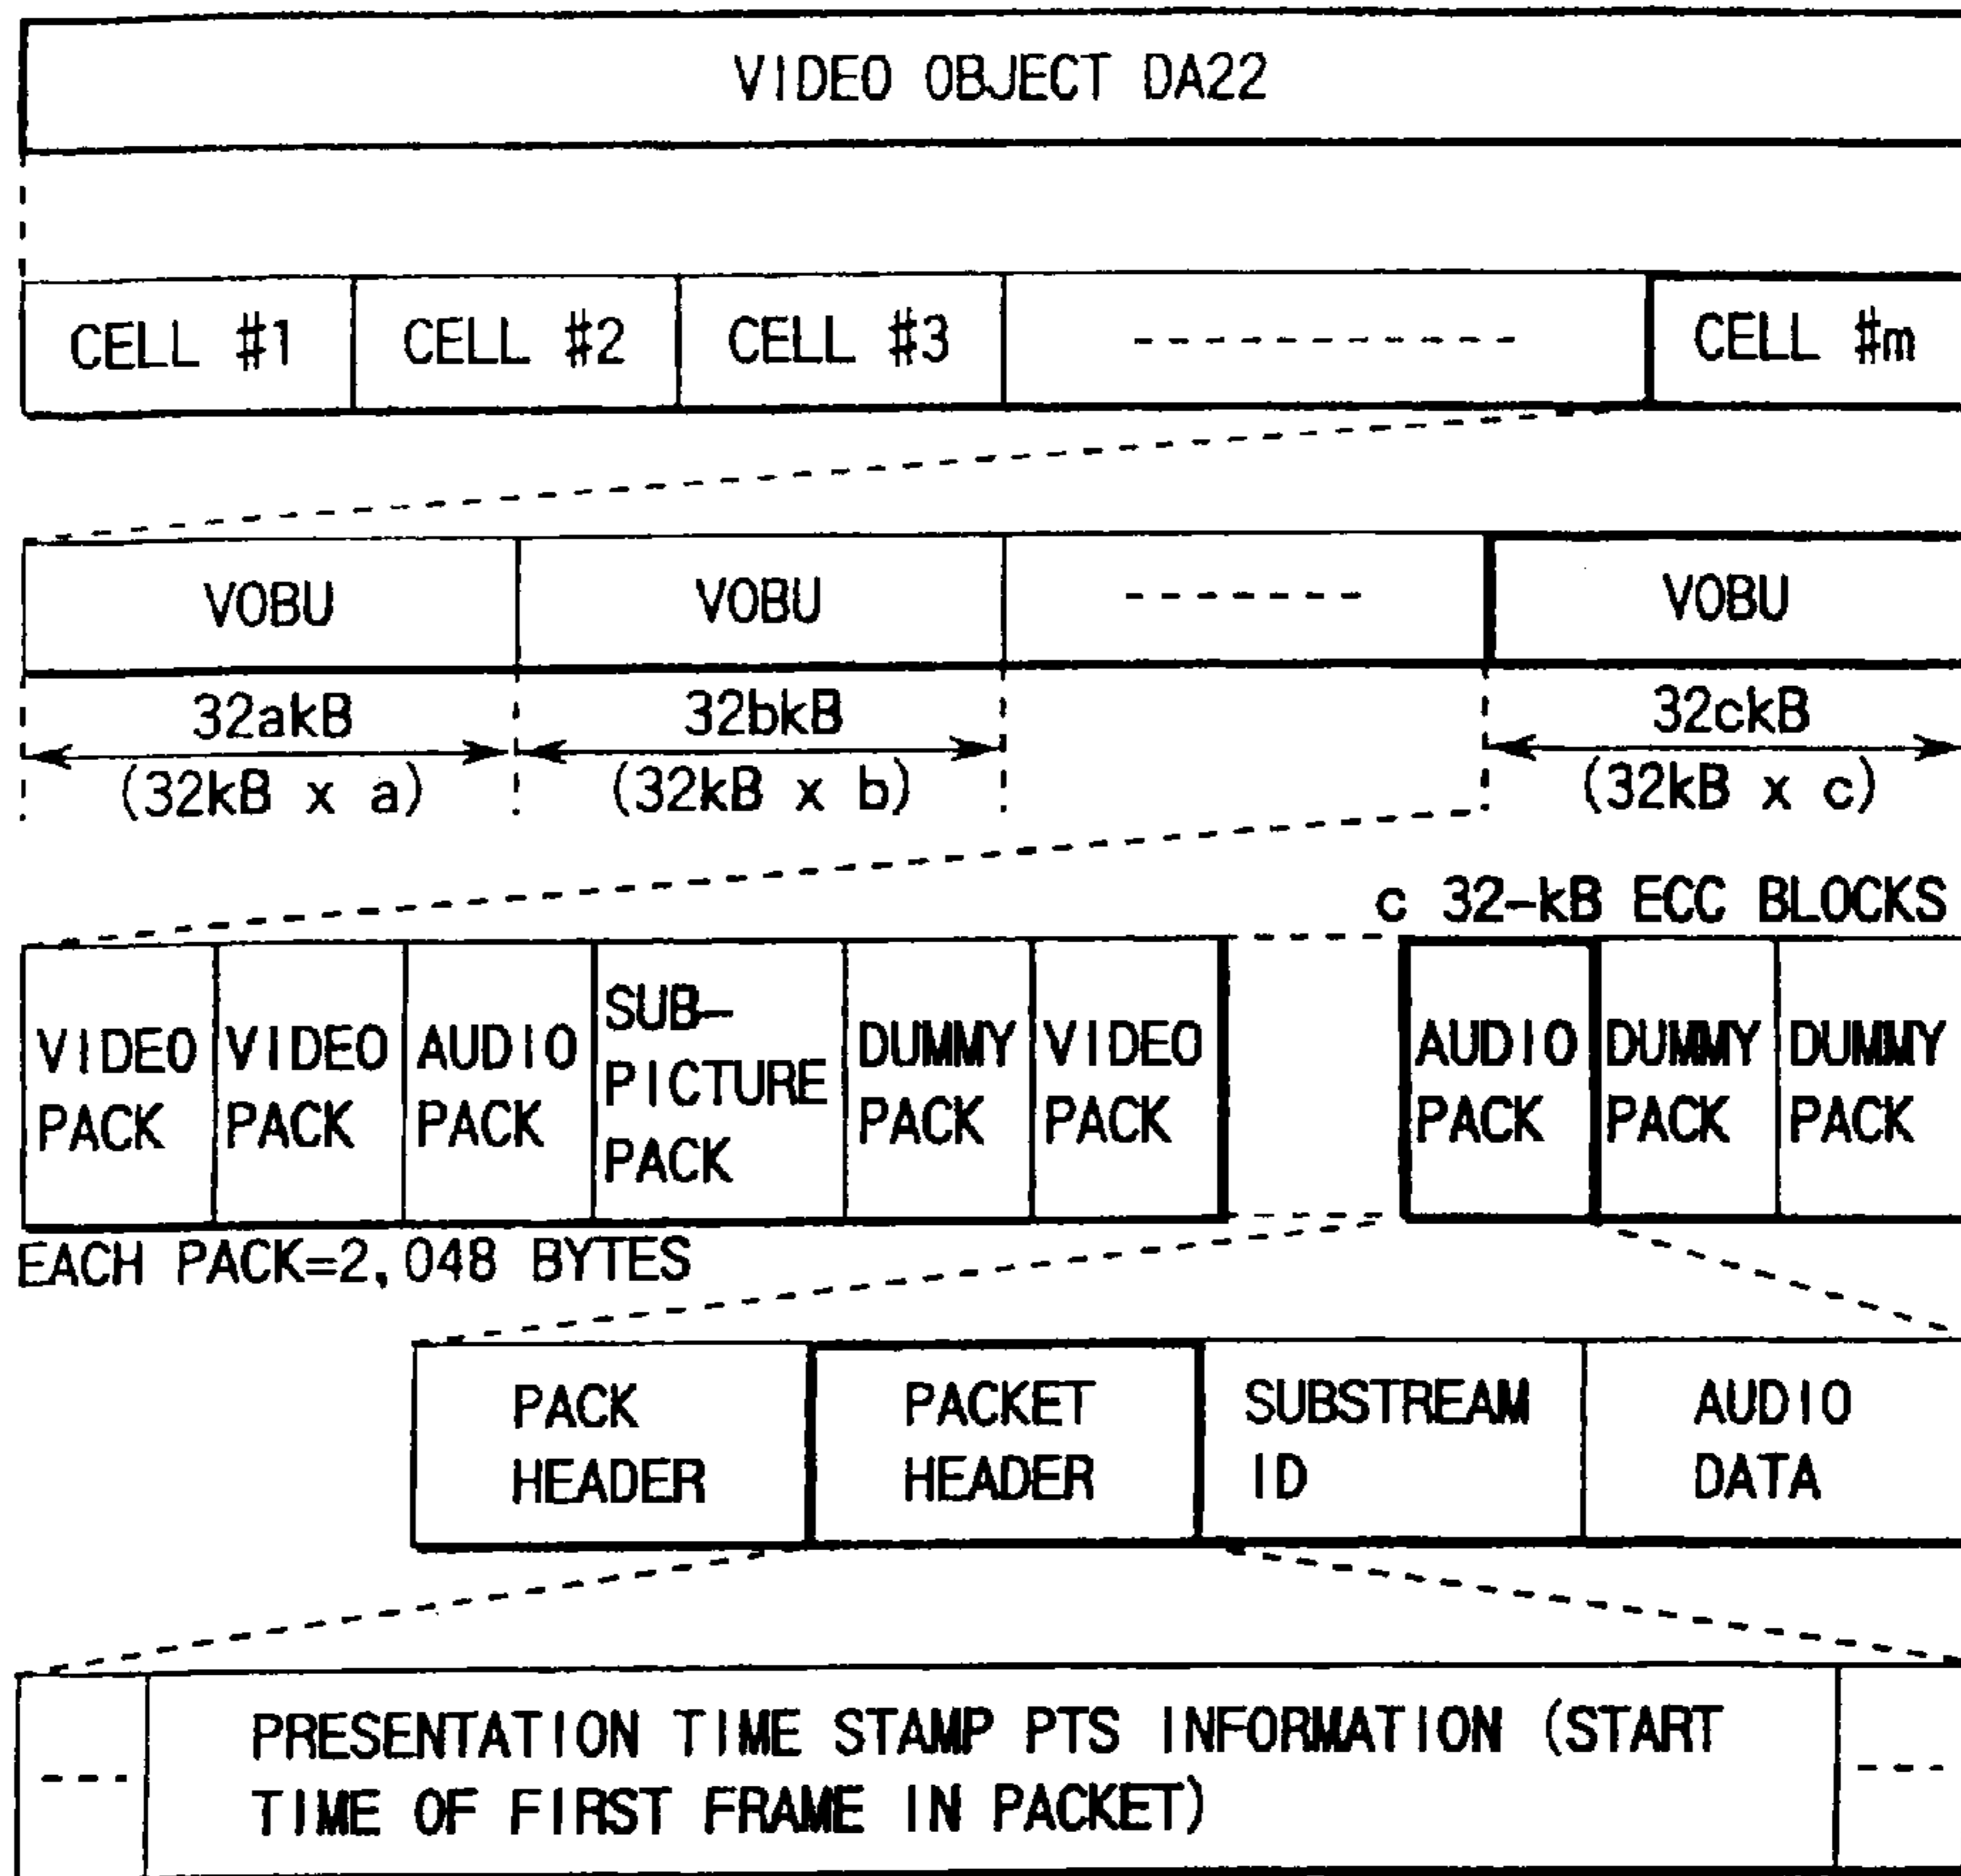 VIDEO OBJECT DA22
CELL #1 CELL #2 CELL #3 ------------ CELL #m
VOBU VOBU ------- VOBU
32akB 32bkB 32ckB
(32kB x a) (32kB x b) (32kB x c)
c 32-kB ECC BLOCKS
VIDEO PACK
VIDEO PACK
AUDIO PACK
SUB-
PICTURE
PACK
DUMMY PACK
VIDEO PACK
AUDIO PACK
DUMMY PACK
DUMMY PACK
EACH PACK=2,048 BYTES
PACK HEADER
PACKET HEADER
SUBSTREAM ID
AUDIO DATA
--- PRESENTATION TIME STAMP PTS INFORMATION (START ---
TIME OF FIRST FRAME IN PACKET)